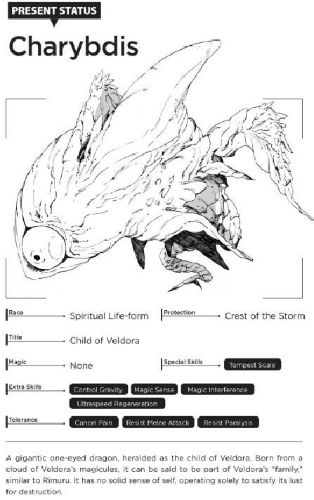 PRESENT STATUS
Charybdis
Race Spiritual Life-form Protection Crest of the Storm
Title Child of Veldora
Magic None Special Skills Tempest Scale
Extra Skills Control Gravity Magic Sense Magic Interference
Ultraspeed Regeneration
Tolerance Cancel Pain Resist Melee Attack Resist Paralysis
A gigantic one-eyed dragon, heralded as the child of Veldora. Born from a
cloud of Veldora's magicules, it can be said to be part of Veldora's "family,"
similar to Rimuru. It has no solid sense of self, operating solely to satisfy its lust
for destruction.